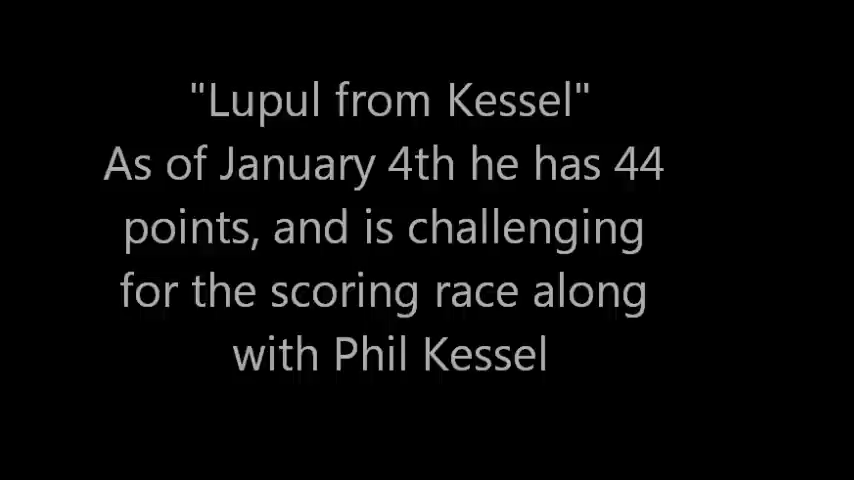 "Lupul from Kessel"
As of January 4th he has 44
points, and is challenging
for the scoring race along
with Phil Kessel